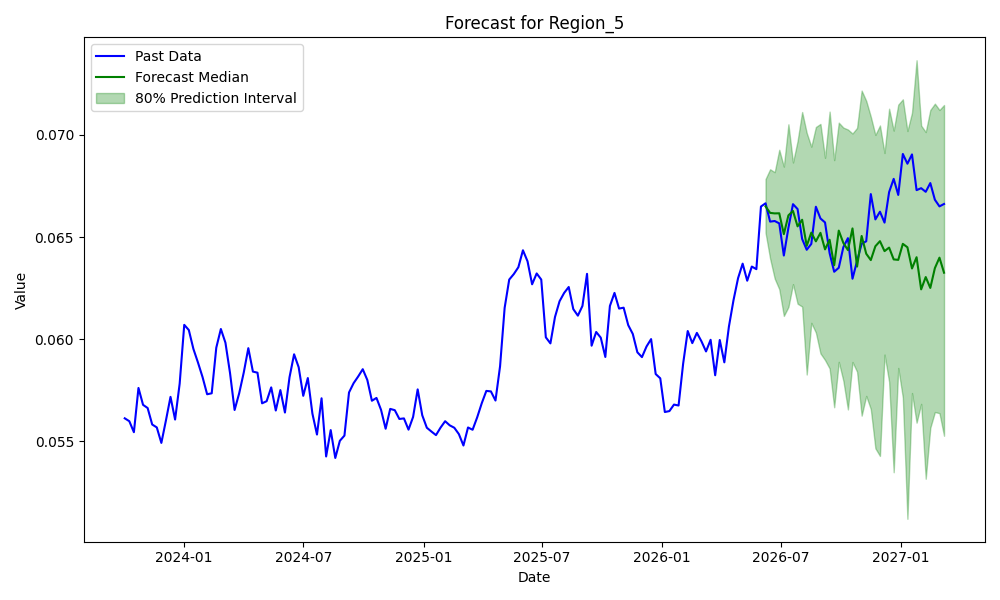 Forecast for Region_5
Past Data
Forecast Median
80% Prediction Interval
Value
0.070
0.065
0.060
0.055
2024-01
2024-07
2025-01
2025-07
2026-01
2026-07
2027-01
Date